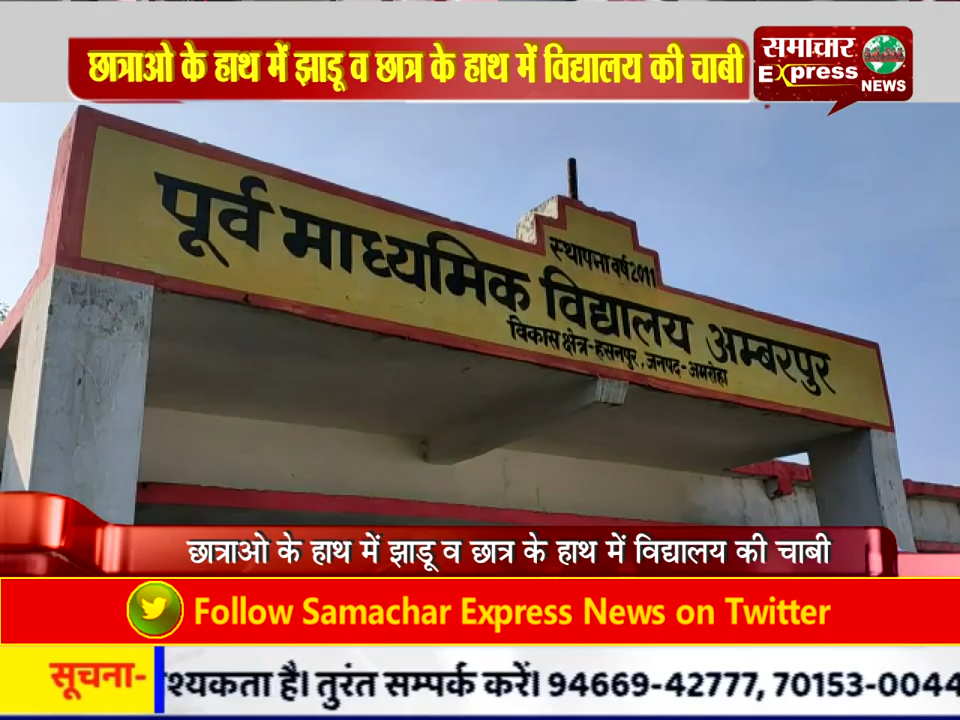 छात्राओ के हाथ में झाडू व छात्र के हाथ में विद्यालय की चाबी
समाचार
Express
NEWS
स्थापना वर्ष 2011
पूर्व माध्यमिक विद्यालय अम्बरपुर
विकास क्षेत्र-हसनपुर, जनपद-अमरोहा
छात्राओ के हाथ में झाडू व छात्र के हाथ में विद्यालय की चाबी
Follow Samachar Express News on Twitter
सूचना- श्यकता है। तुरंत सम्पर्क करें। 94669-42777, 70153-0044